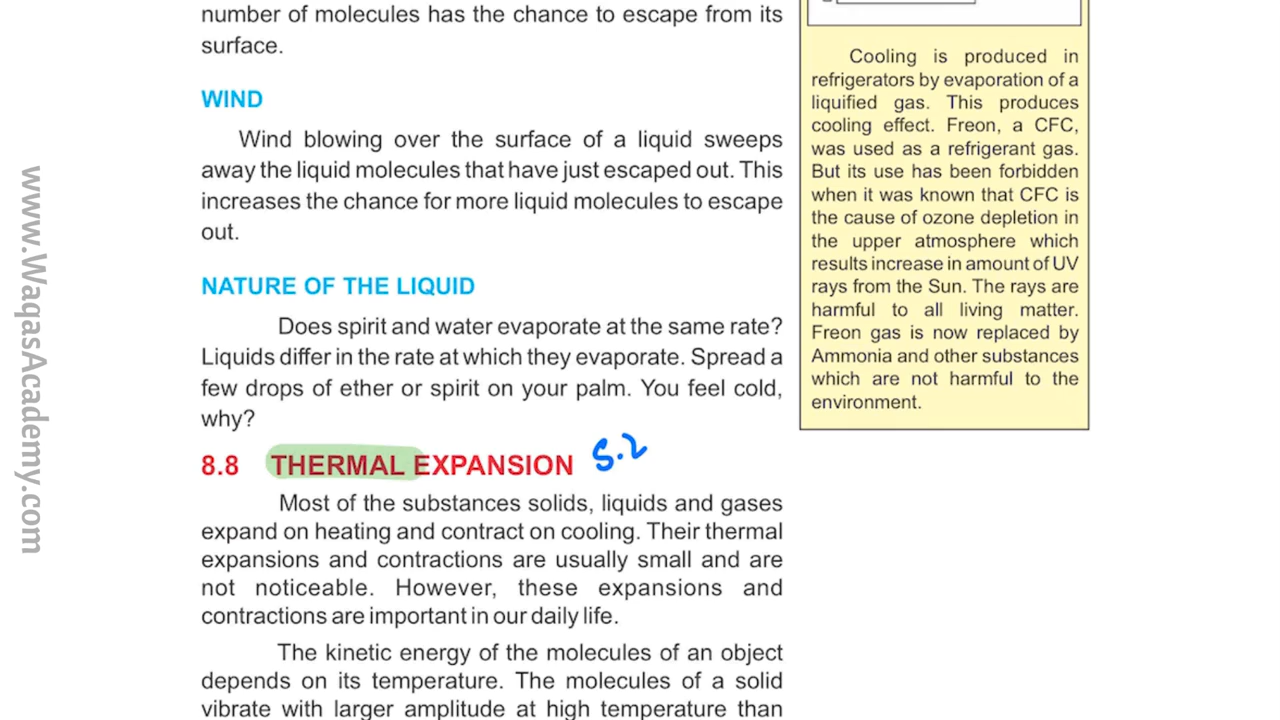 number of molecules has the chance to escape from its
surface.
WIND
Wind blowing over the surface of a liquid sweeps
away the liquid molecules that have just escaped out. This
increases the chance for more liquid molecules to escape
out.
NATURE OF THE LIQUID
Does spirit and water evaporate at the same rate?
Liquids differ in the rate at which they evaporate. Spread a
few drops of ether or spirit on your palm. You feel cold,
why?
8.8 THERMAL EXPANSION S.2
Most of the substances solids, liquids and gases
expand on heating and contract on cooling. Their thermal
expansions and contractions are usually small and are
not noticeable. However, these expansions and
contractions are important in our daily life.
The kinetic energy of the molecules of an object
depends on its temperature. The molecules of a solid
vibrate with larger amplitude at high temperature than
Cooling is produced in
refrigerators by evaporation of a
liquified gas. This produces
cooling effect. Freon, a CFC,
was used as a refrigerant gas.
But its use has been forbidden
when it was known that CFC is
the cause of ozone depletion in
the upper atmosphere which
results increase in amount of UV
rays from the Sun. The rays are
harmful to all living matter.
Freon gas is now replaced by
Ammonia and other substances
which are not harmful to the
environment.
www.WaqasAcademy.com